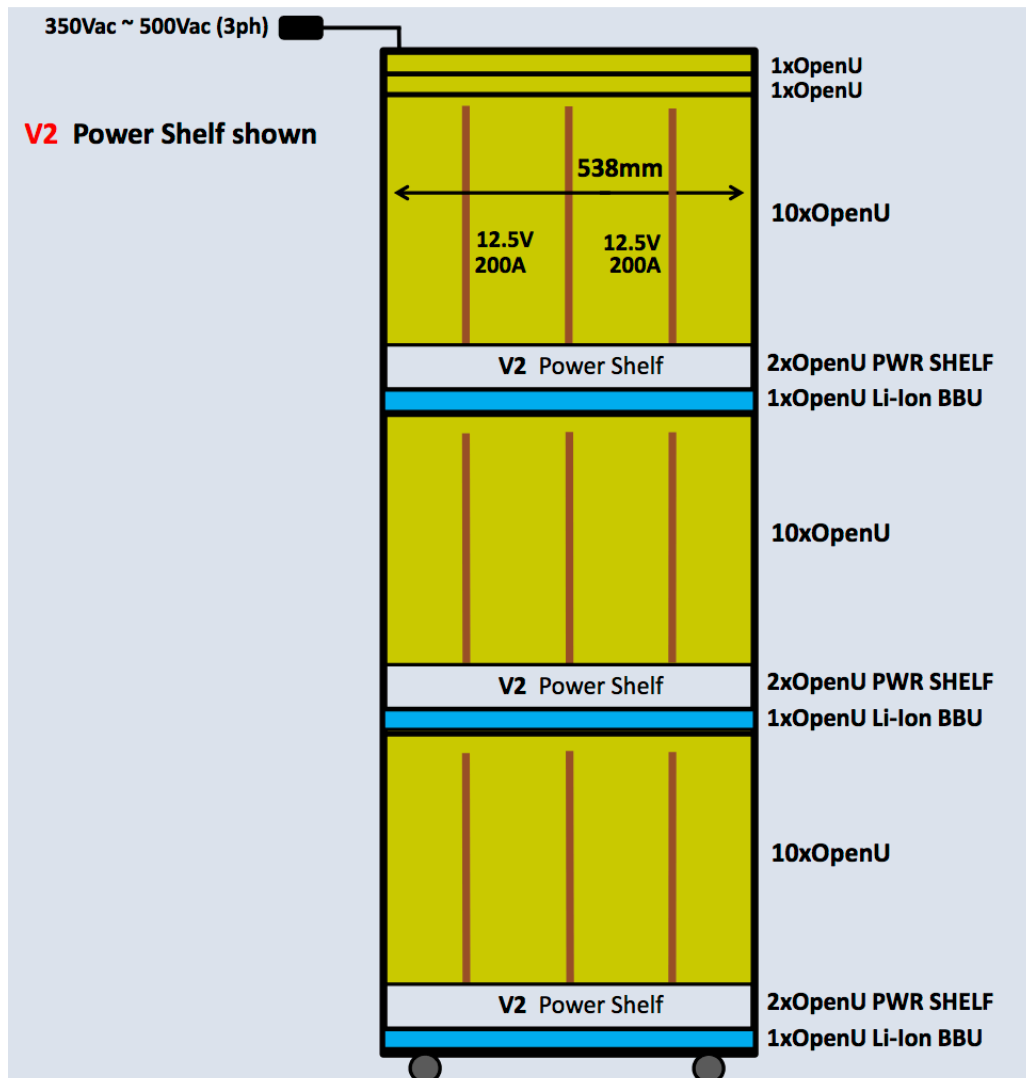 350Vac ~ 500Vac (3ph)
1xOpenU
1xOpenU
V2 Power Shelf shown
538mm
10xOpenU
12.5V
200A
12.5V
200A
V2 Power Shelf
2xOpenU PWR SHELF
1xOpenU Li-Ion BBU
10xOpenU
V2 Power Shelf
2xOpenU PWR SHELF
1xOpenU Li-Ion BBU
10xOpenU
V2 Power Shelf
2xOpenU PWR SHELF
1xOpenU Li-Ion BBU